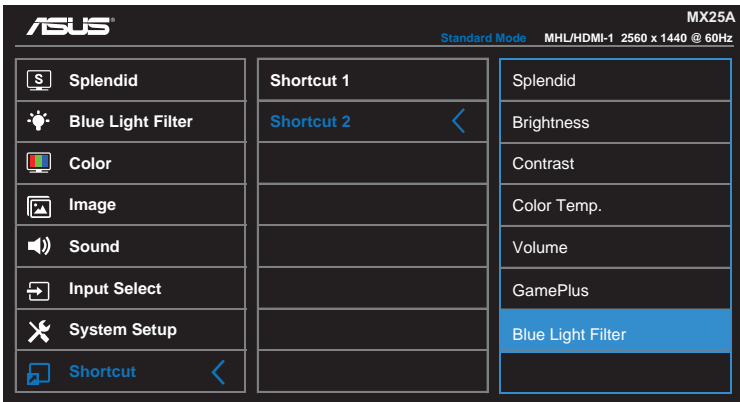 ASUS
MX25A
Standard Mode MHL/HDMI-1 2560 x 1440 @ 60Hz
S Splendid
Blue Light Filter
Color
Image
Sound
Input Select
System Setup
Shortcut
Shortcut 1
Shortcut 2
Splendid
Brightness
Contrast
Color Temp.
Volume
GamePlus
Blue Light Filter